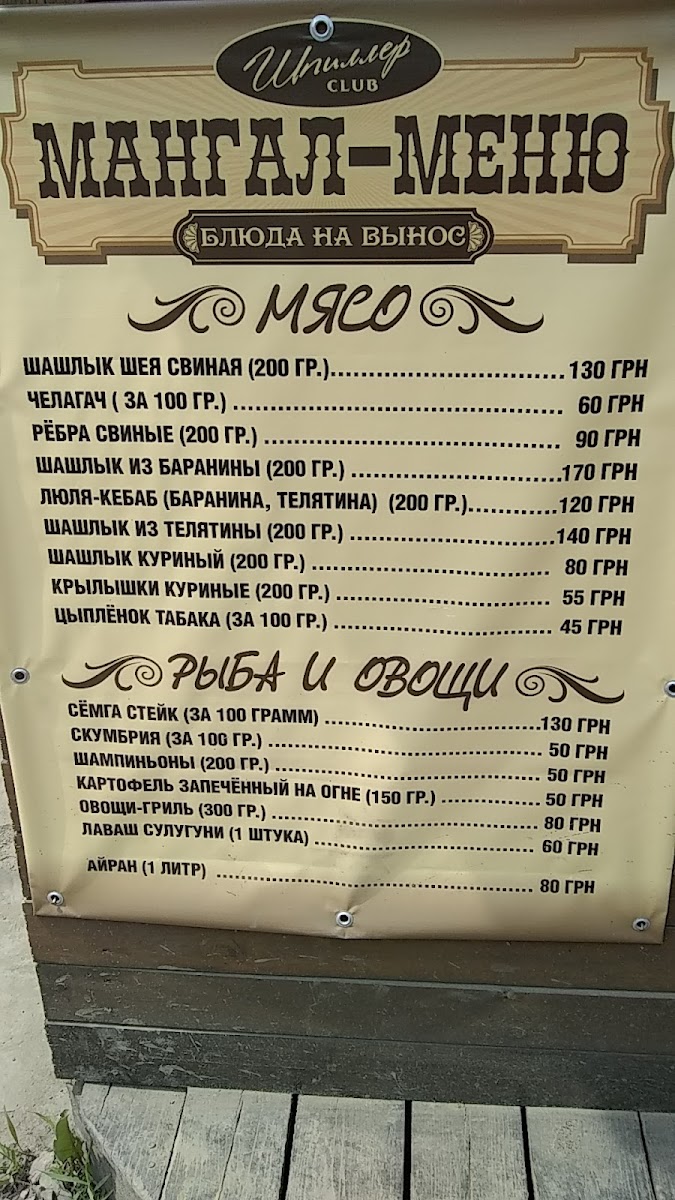 Шпиллер
CLUB
МАНГАЛ-МЕНЮ
БЛЮДА НА ВЫНОС
МЯСО
ШАШЛЫК ШЕЯ СВИНАЯ (200 ГР.)..............................130 ГРН
ЧЕЛАГАЧ ( ЗА 100 ГР.) .......................................... 60 ГРН
РЁБРА СВИНЫЕ (200 ГР.) ...................................... 90 ГРН
ШАШЛЫК ИЗ БАРАНИНЫ (200 ГР.) ...........................170 ГРН
ЛЮЛЯ-КЕБАБ (БАРАНИНА, ТЕЛЯТИНА) (200 ГР.)............120 ГРН
ШАШЛЫК ИЗ ТЕЛЯТИНЫ (200 ГР.) ...........................140 ГРН
ШАШЛЫК КУРИНЫЙ (200 ГР.) ............................... 80 ГРН
КРЫЛЫШКИ КУРИНЫЕ (200 ГР.) ............................ 55 ГРН
ЦЫПЛЁНОК ТАБАКА (ЗА 100 ГР.) ............................ 45 ГРН
РЫБА И ОВОЩИ
СЁМГА СТЕЙК (ЗА 100 ГРАММ) ................................130 ГРН
СКУМБРИЯ (ЗА 100 ГР.) ......................................... 50 ГРН
ШАМПИНЬОНЫ (200 ГР.) ....................................... 50 ГРН
КАРТОФЕЛЬ ЗАПЕЧЁННЫЙ НА ОГНЕ (150 ГР.) ............... 50 ГРН
ОВОЩИ-ГРИЛЬ (300 ГР.) ........................................ 80 ГРН
ЛАВАШ СУЛУГУНИ (1 ШТУКА) ................................. 60 ГРН
АЙРАН (1 ЛИТР) ................................................ 80 ГРН